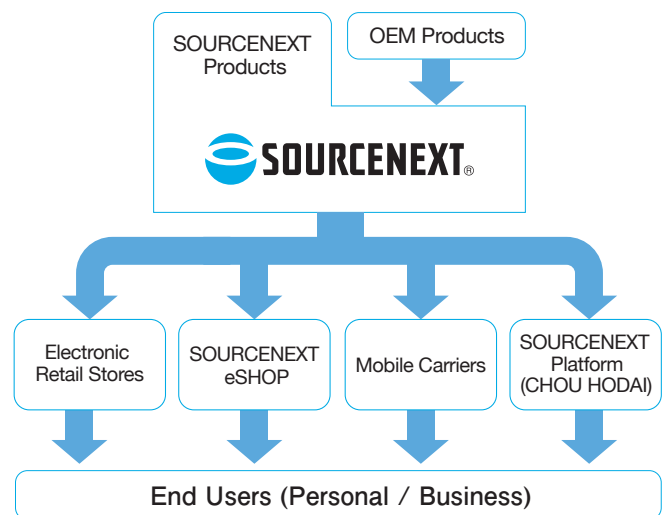 SOURCENEXT
Products
OEM Products
SOURCENEXT®
Electronic
Retail Stores
SOURCENEXT
eSHOP
Mobile Carriers
SOURCENEXT
Platform
(CHOU HODAI)
End Users (Personal / Business)